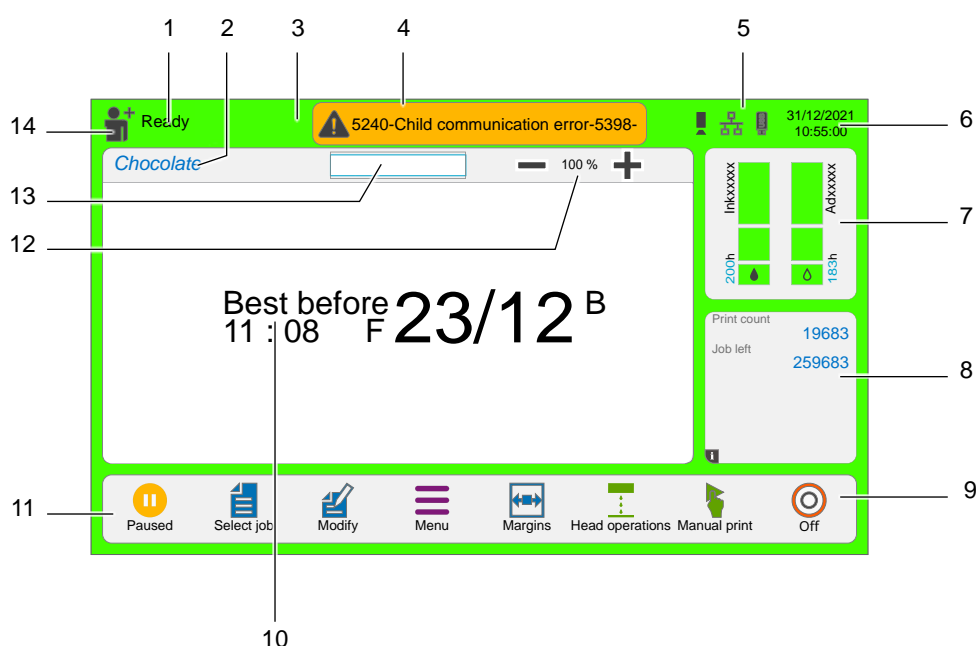 1 2 3 4 5
14 Ready 5240-Child communication error-5398- 31/12/2021 6
10:55:00
Chocolate 100 %
13
12
Inkxxxxx Adxxxxx 7
200h 183h
Best before 23/12 B
11 : 08 F
Print count
19683
Job left
259683 8
11 Paused Select job Modify Menu Margins Head operations Manual print Off 9
10